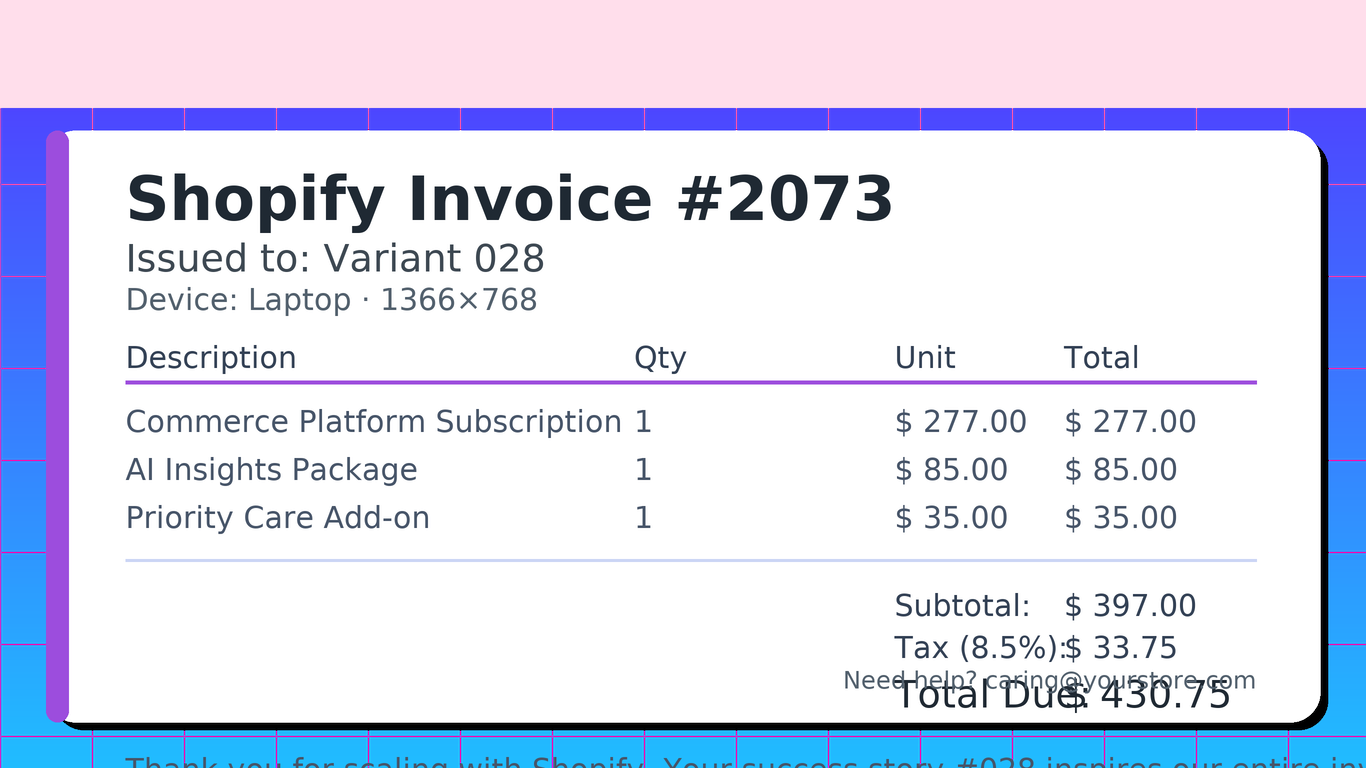 Shopify Invoice #2073
Issued to: Variant 028
Device: Laptop · 1366×768
Description Qty Unit Total
Commerce Platform Subscription 1 $ 277.00 $ 277.00
AI Insights Package 1 $ 85.00 $ 85.00
Priority Care Add-on 1 $ 35.00 $ 35.00
Subtotal: $ 397.00
Tax (8.5%): $ 33.75
Need help? caring@yourstore.com
Total Due: $ 430.75
Thank you for scaling with Shopify. Your success story #028 inspires our entire